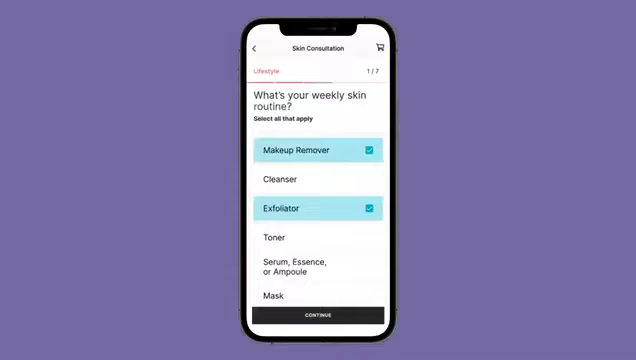 Skin Consultation
Lifestyle
1 / 7
What's your weekly skin
routine?
Select all that apply
Makeup Remover
Cleanser
Exfoliator
Toner
Serum, Essence,
or Ampoule
Mask
CONTINUE